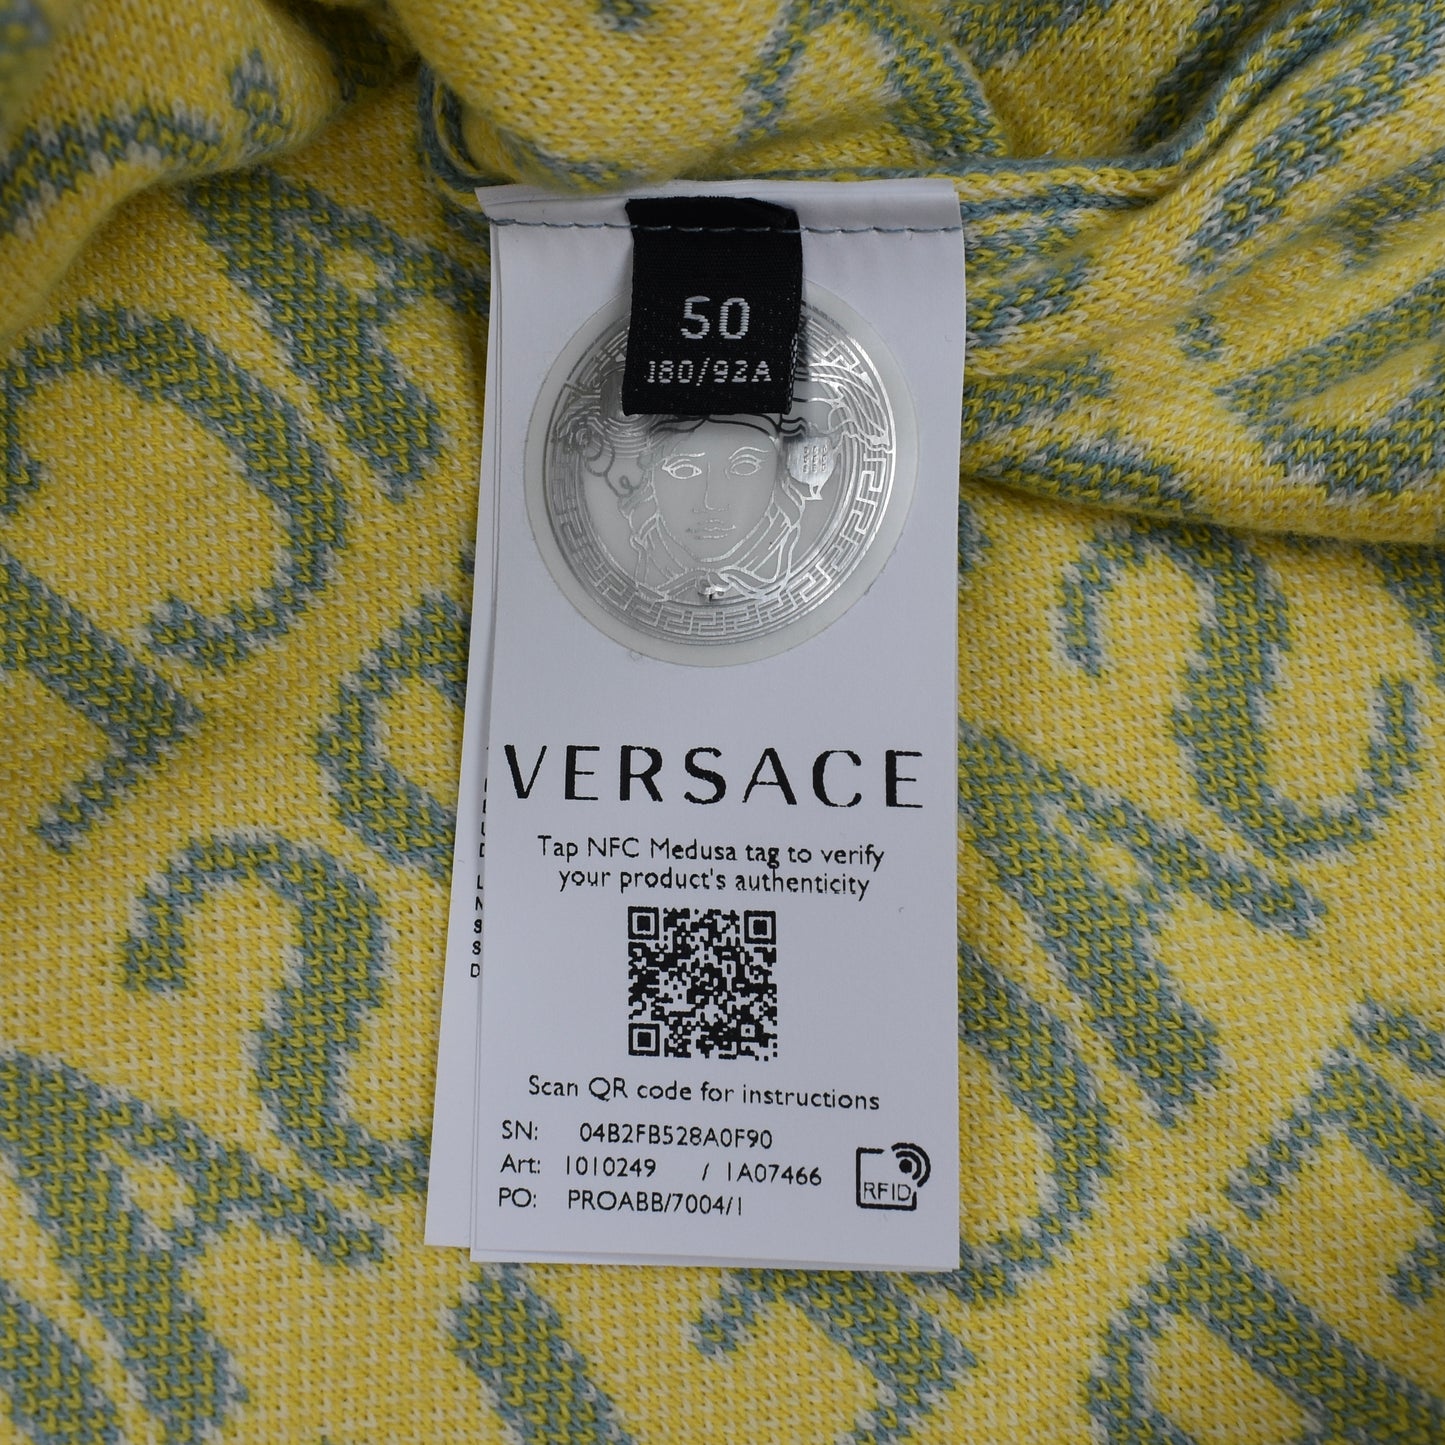 50
180/92A
VERSACE
Tap NFC Medusa tag to verify
your product's authenticity
Scan QR code for instructions
SN: 04B2FB528A0F90
Art: 1010249 / 1A07466
PO: PROABB/7004/1
RFID